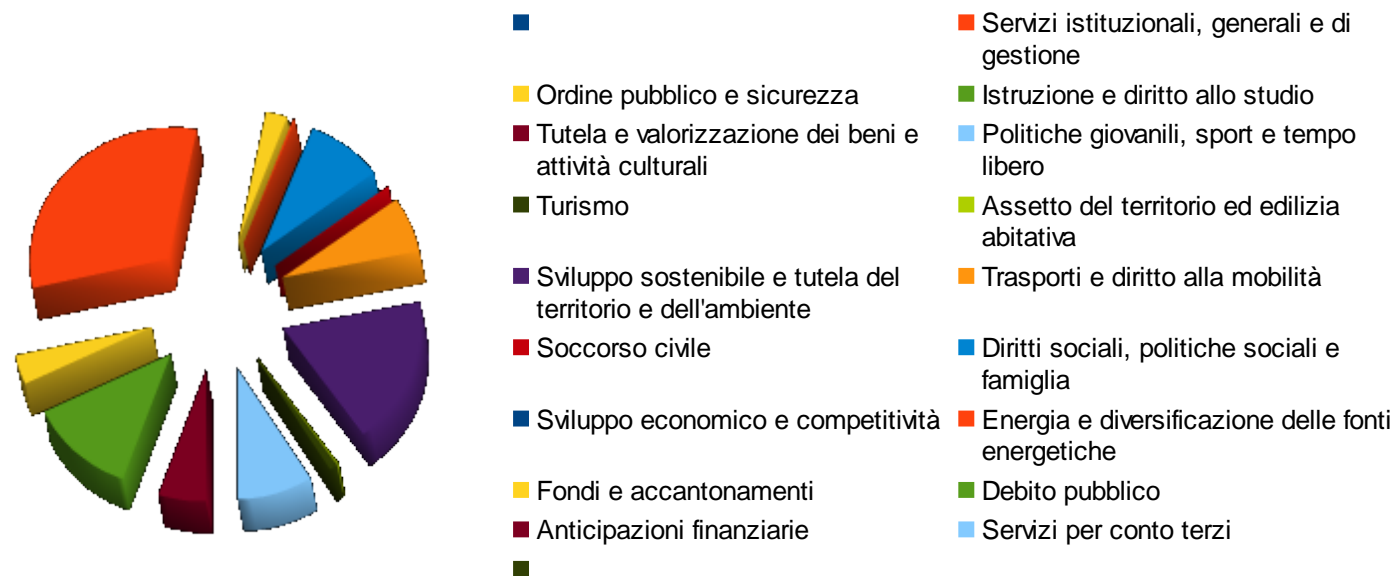 Servizi istituzionali, generali e di
gestione
Ordine pubblico e sicurezza
Istruzione e diritto allo studio
Tutela e valorizzazione dei beni e
attività culturali
Politiche giovanili, sport e tempo
libero
Turismo
Assetto del territorio ed edilizia
abitativa
Sviluppo sostenibile e tutela del
territorio e dell'ambiente
Trasporti e diritto alla mobilità
Soccorso civile
Diritti sociali, politiche sociali e
famiglia
Sviluppo economico e competitività
Energia e diversificazione delle fonti
energetiche
Fondi e accantonamenti
Debito pubblico
Anticipazioni finanziarie
Servizi per conto terzi